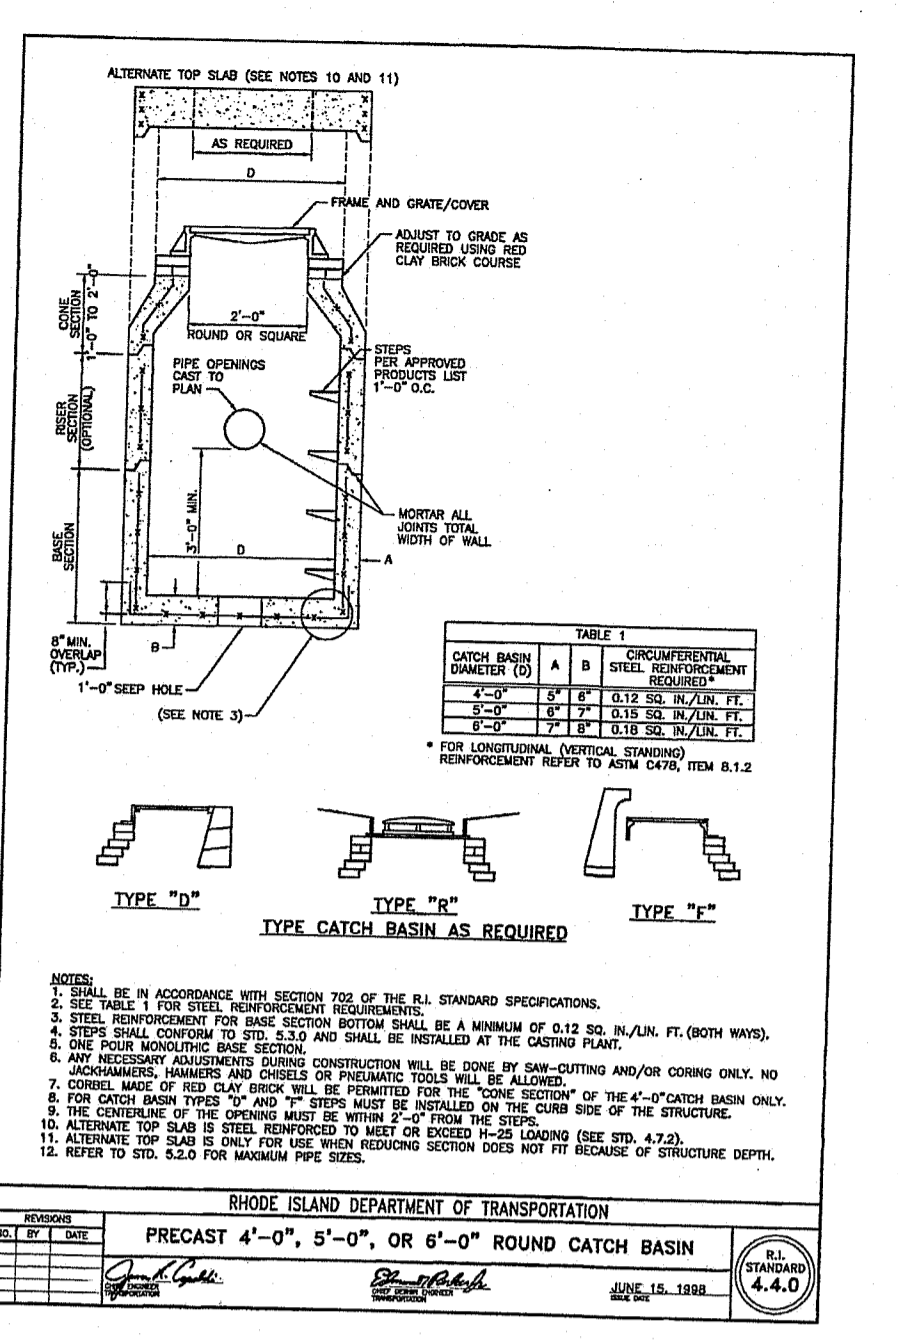 ALTERNATE TOP SLAB (SEE NOTES 10 AND 11)
AS REQUIRED
D
FRAME AND GRATE/COVER
ADJUST TO GRADE AS
REQUIRED USING RED
CLAY BRICK COURSE
CONE
SECTION
1'-0" TO 2'-0"
2'-0"
ROUND OR SQUARE
STEPS
PER APPROVED
PRODUCTS LIST
1'-0" O.C.
PIPE OPENINGS
CAST TO
PLAN
RISER
SECTION
(OPTIONAL)
MORTAR ALL
JOINTS TOTAL
WIDTH OF WALL
3'-0" MIN.
BASE
SECTION
D
A
8" MIN.
OVERLAP
(TYP.)
B
1'-0" SEEP HOLE
(SEE NOTE 3)
TABLE 1
CATCH BASIN
DIAMETER (D)
A
B
CIRCUMFERENTIAL
STEEL REINFORCEMENT
REQUIRED*
4'-0" 5" 6" 0.12 SQ. IN./LIN. FT.
5'-0" 6" 7" 0.15 SQ. IN./LIN. FT.
6'-0" 7" 8" 0.18 SQ. IN./LIN. FT.
* FOR LONGITUDINAL (VERTICAL STANDING)
REINFORCEMENT REFER TO ASTM C478, ITEM 8.1.2
TYPE "D"
TYPE "R"
TYPE "F"
TYPE CATCH BASIN AS REQUIRED
NOTES:
1. SHALL BE IN ACCORDANCE WITH SECTION 702 OF THE R.I. STANDARD SPECIFICATIONS.
2. SEE TABLE 1 FOR STEEL REINFORCEMENT REQUIREMENTS.
3. STEEL REINFORCEMENT FOR BASE SECTION BOTTOM SHALL BE A MINIMUM OF 0.12 SQ. IN./LIN. FT. (BOTH WAYS).
4. STEPS SHALL CONFORM TO STD. 5.3.0 AND SHALL BE INSTALLED AT THE CASTING PLANT.
5. ONE POUR MONOLITHIC BASE SECTION.
6. ANY NECESSARY ADJUSTMENTS DURING CONSTRUCTION WILL BE DONE BY SAW-CUTTING AND/OR CORING ONLY. NO
JACKHAMMERS, HAMMERS AND CHISELS OR PNEUMATIC TOOLS WILL BE ALLOWED.
7. CORBEL MADE OF RED CLAY BRICK WILL BE PERMITTED FOR THE "CONE SECTION" OF THE 4'-0" CATCH BASIN ONLY.
8. FOR CATCH BASIN TYPES "D" AND "F" STEPS MUST BE INSTALLED ON THE CURB SIDE OF THE STRUCTURE.
9. THE CENTERLINE OF THE OPENING MUST BE WITHIN 2'-0" FROM THE STEPS.
10. ALTERNATE TOP SLAB IS STEEL REINFORCED TO MEET OR EXCEED H-25 LOADING (SEE STD. 4.7.2).
11. ALTERNATE TOP SLAB IS ONLY FOR USE WHEN REDUCING SECTION DOES NOT FIT BECAUSE OF STRUCTURE DEPTH.
12. REFER TO STD. 5.2.0 FOR MAXIMUM PIPE SIZES.
RHODE ISLAND DEPARTMENT OF TRANSPORTATION
REVISIONS
NO. BY DATE
PRECAST 4'-0", 5'-0", OR 6'-0" ROUND CATCH BASIN
CHIEF ENGINEER
TRANSPORTATION
CHIEF DESIGN ENGINEER
TRANSPORTATION
JUNE 15, 1998
ISSUE DATE
R.I.
STANDARD
4.4.0